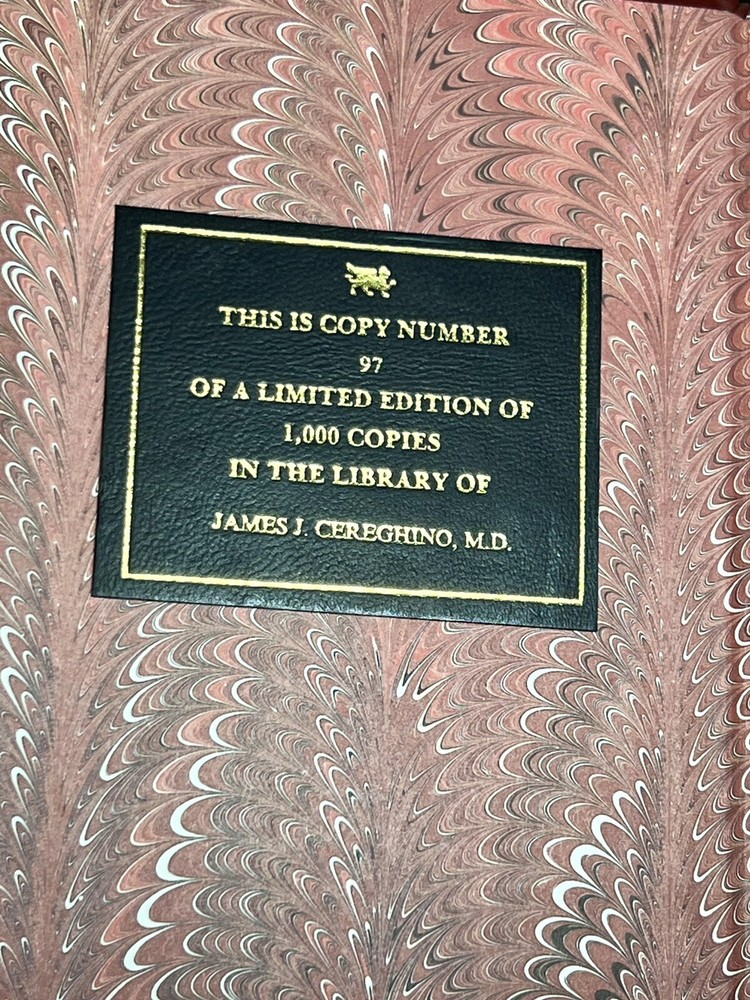 THIS IS COPY NUMBER
97
OF A LIMITED EDITION OF
1,000 COPIES
IN THE LIBRARY OF
JAMES J. CEREGHINO, M.D.